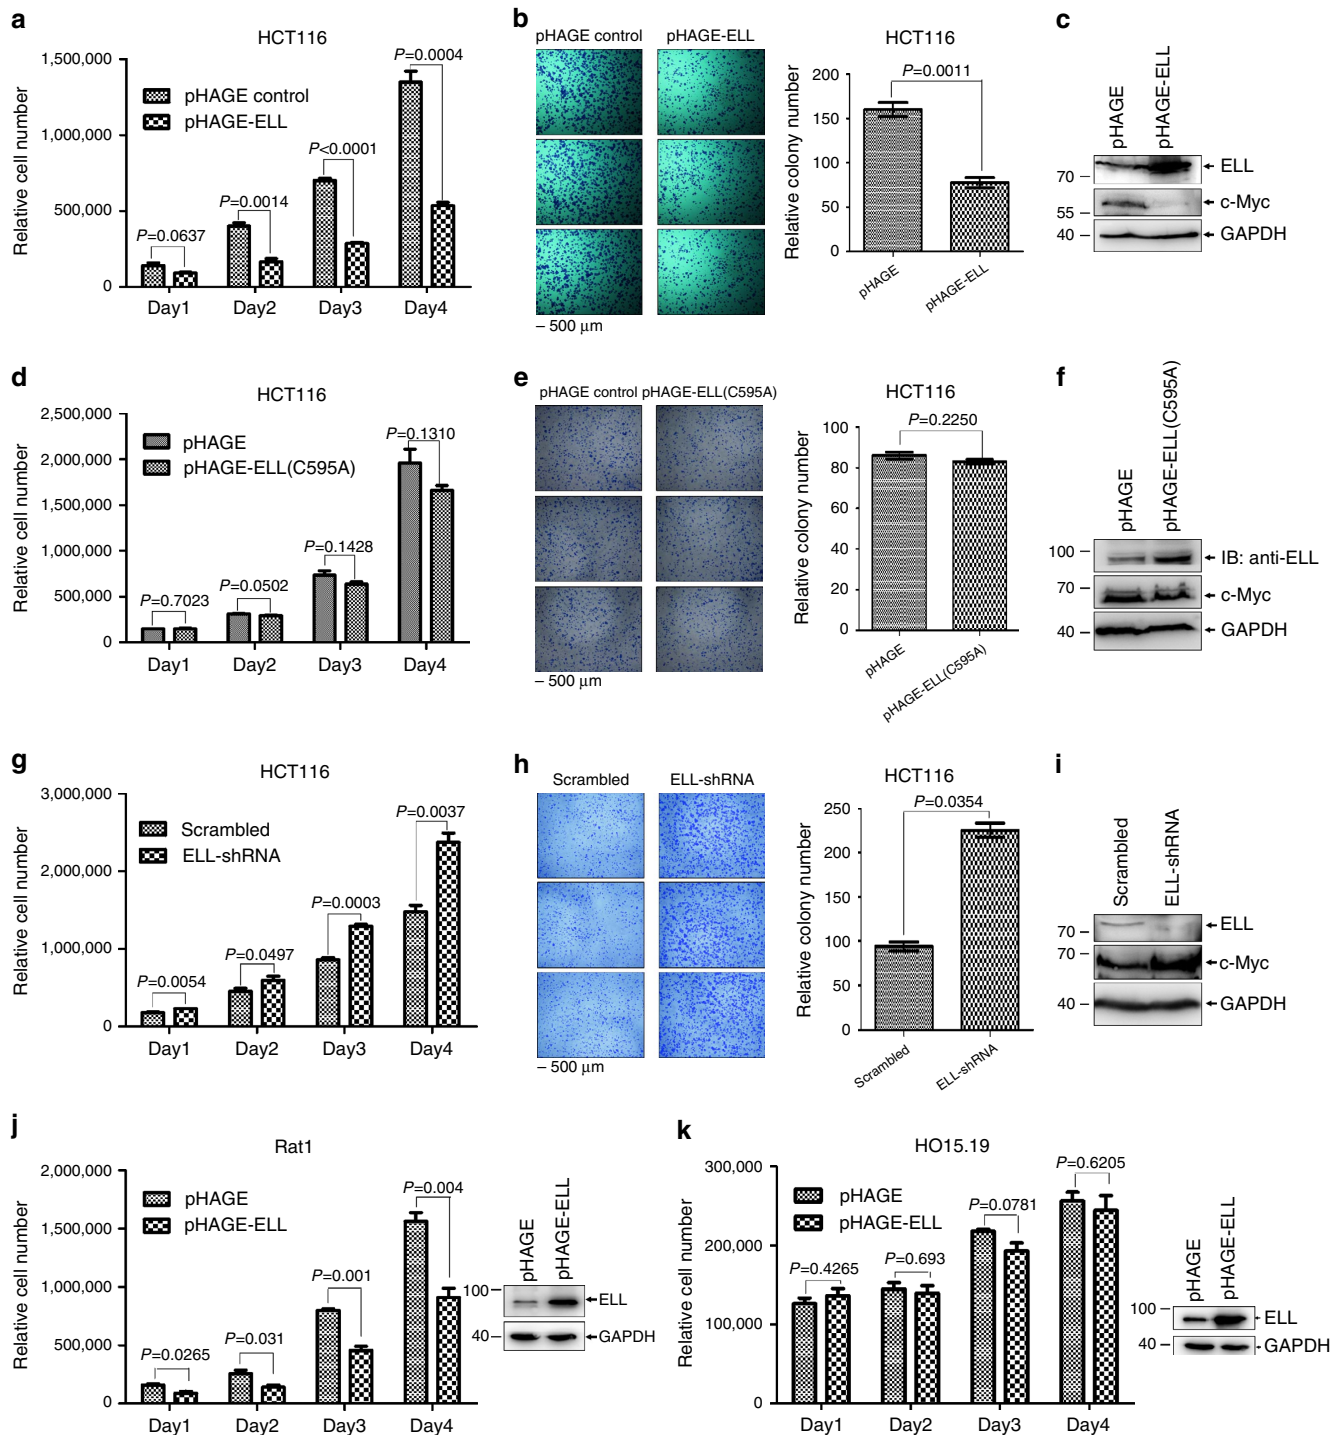 a
HCT116
Relative cell number
1,500,000
1,000,000
500,000
0
pHAGE control
pHAGE-ELL
P=0.0637
P=0.0014
P<0.0001
P=0.0004
Day1 Day2 Day3 Day4
b
pHAGE control pHAGE-ELL
– 500 µm
HCT116
Relative colony number
200
150
100
50
0
P=0.0011
pHAGE
pHAGE-ELL
c
pHAGE
pHAGE-ELL
70
55
40
ELL
c-Myc
GAPDH
d
HCT116
Relative cell number
2,500,000
2,000,000
1,500,000
1,000,000
500,000
0
pHAGE
pHAGE-ELL(C595A)
P=0.7023
P=0.0502
P=0.1428
P=0.1310
Day1 Day2 Day3 Day4
e
pHAGE control pHAGE-ELL(C595A)
– 500 µm
HCT116
Relative colony number
100
80
60
40
20
0
P=0.2250
pHAGE
pHAGE-ELL(C595A)
f
pHAGE
pHAGE-ELL(C595A)
100
70
40
IB: anti-ELL
c-Myc
GAPDH
g
HCT116
Relative cell number
3,000,000
2,000,000
1,000,000
0
Scrambled
ELL-shRNA
P=0.0054
P=0.0497
P=0.0003
P=0.0037
Day1 Day2 Day3 Day4
h
Scrambled ELL-shRNA
– 500 µm
HCT116
Relative colony number
250
200
150
100
50
0
P=0.0354
Scrambled
ELL-shRNA
i
Scrambled
ELL-shRNA
70
70
40
ELL
c-Myc
GAPDH
j
Rat1
Relative cell number
2,000,000
1,500,000
1,000,000
500,000
0
pHAGE
pHAGE-ELL
P=0.0265
P=0.031
P=0.001
P=0.004
Day1 Day2 Day3 Day4
pHAGE
pHAGE-ELL
100
40
ELL
GAPDH
k
HO15.19
Relative cell number
300,000
200,000
100,000
0
pHAGE
pHAGE-ELL
P=0.4265
P=0.693
P=0.0781
P=0.6205
Day1 Day2 Day3 Day4
pHAGE
pHAGE-ELL
100
40
ELL
GAPDH